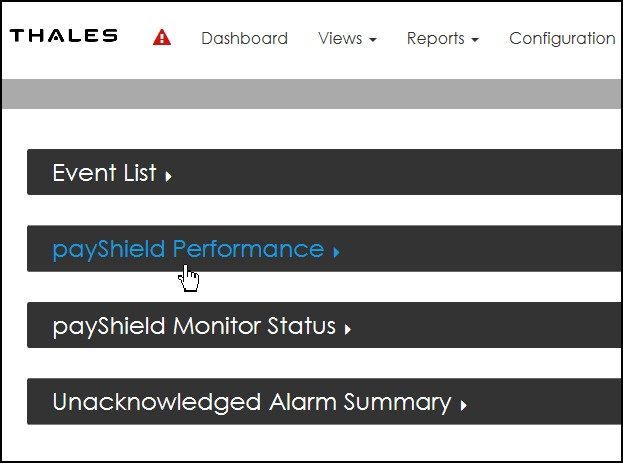 THALES Dashboard Views Reports Configuration
Event List
payShield Performance
payShield Monitor Status
Unacknowledged Alarm Summary